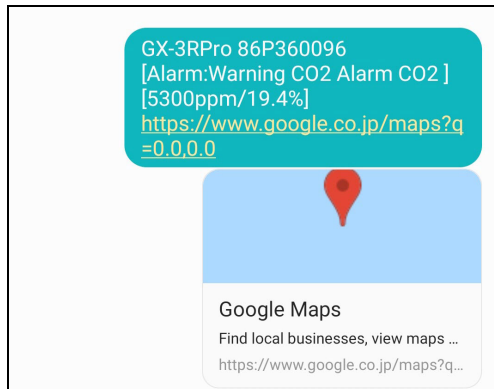 GX-3RPro 86P360096
[Alarm:Warning CO2 Alarm CO2 ]
[5300ppm/19.4%]
https://www.google.co.jp/maps?q
=0.0,0.0
Google Maps
Find local businesses, view maps ...
https://www.google.co.jp/maps?q...